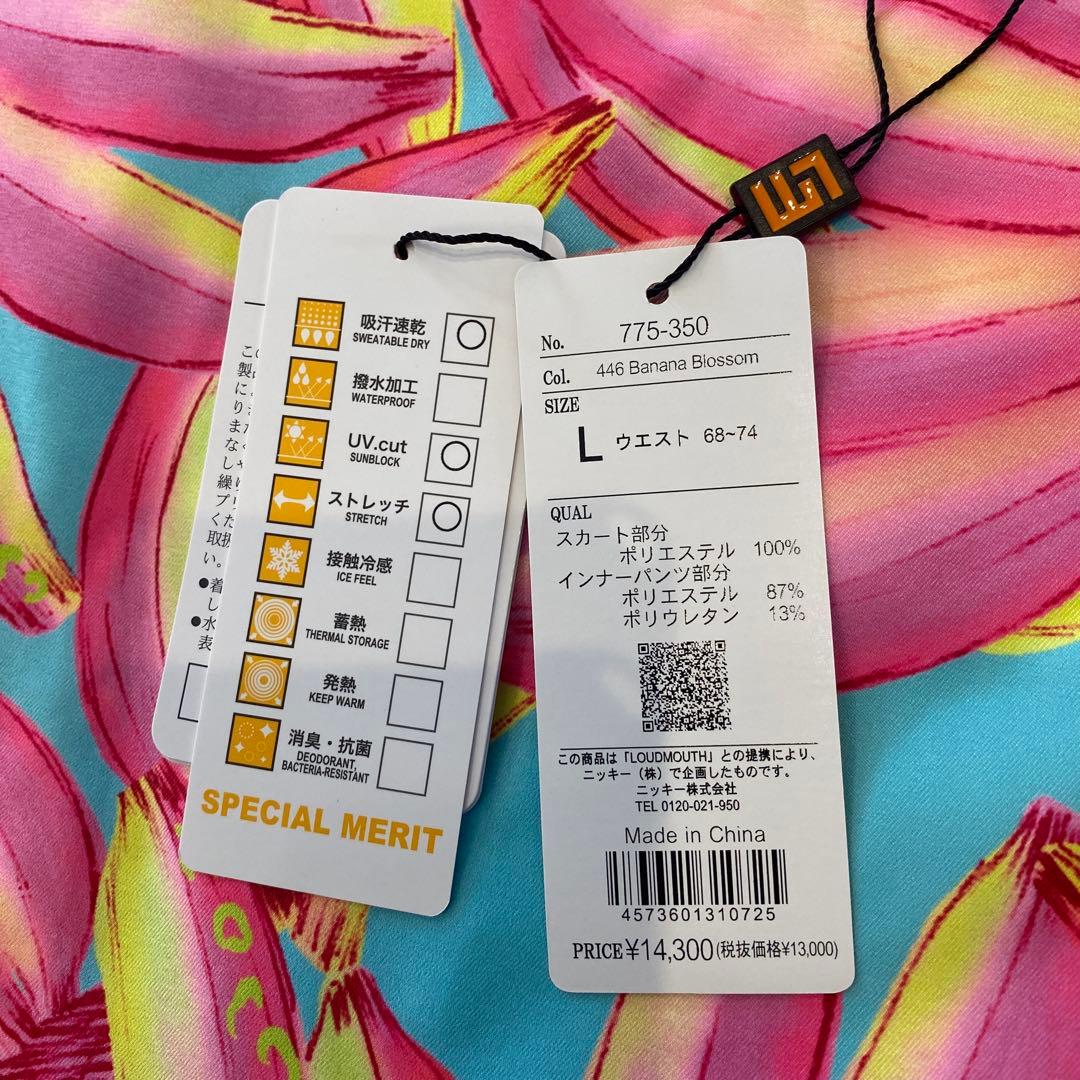 吸汗速乾
SWEATABLE DRY
撥水加工
WATERPROOF
UV.cut
SUNBLOCK
ストレッチ
STRETCH
接触冷感
ICE FEEL
蓄熱
THERMAL STORAGE
発熱
KEEP WARM
消臭・抗菌
DEODORANT,
BACTERIA-RESISTANT
SPECIAL MERIT
No. 775-350
Col. 446 Banana Blossom
SIZE
L ウエスト 68~74
QUAL
スカート部分
ポリエステル 100%
インナーパンツ部分
ポリエステル 87%
ポリウレタン 13%
この商品は「LOUDMOUTH」との提携により、
ニッキー（株）で企画したものです。
ニッキー株式会社
TEL 0120-021-950
Made in China
4573601310725
PRICE¥14,300(税抜価格¥13,000)